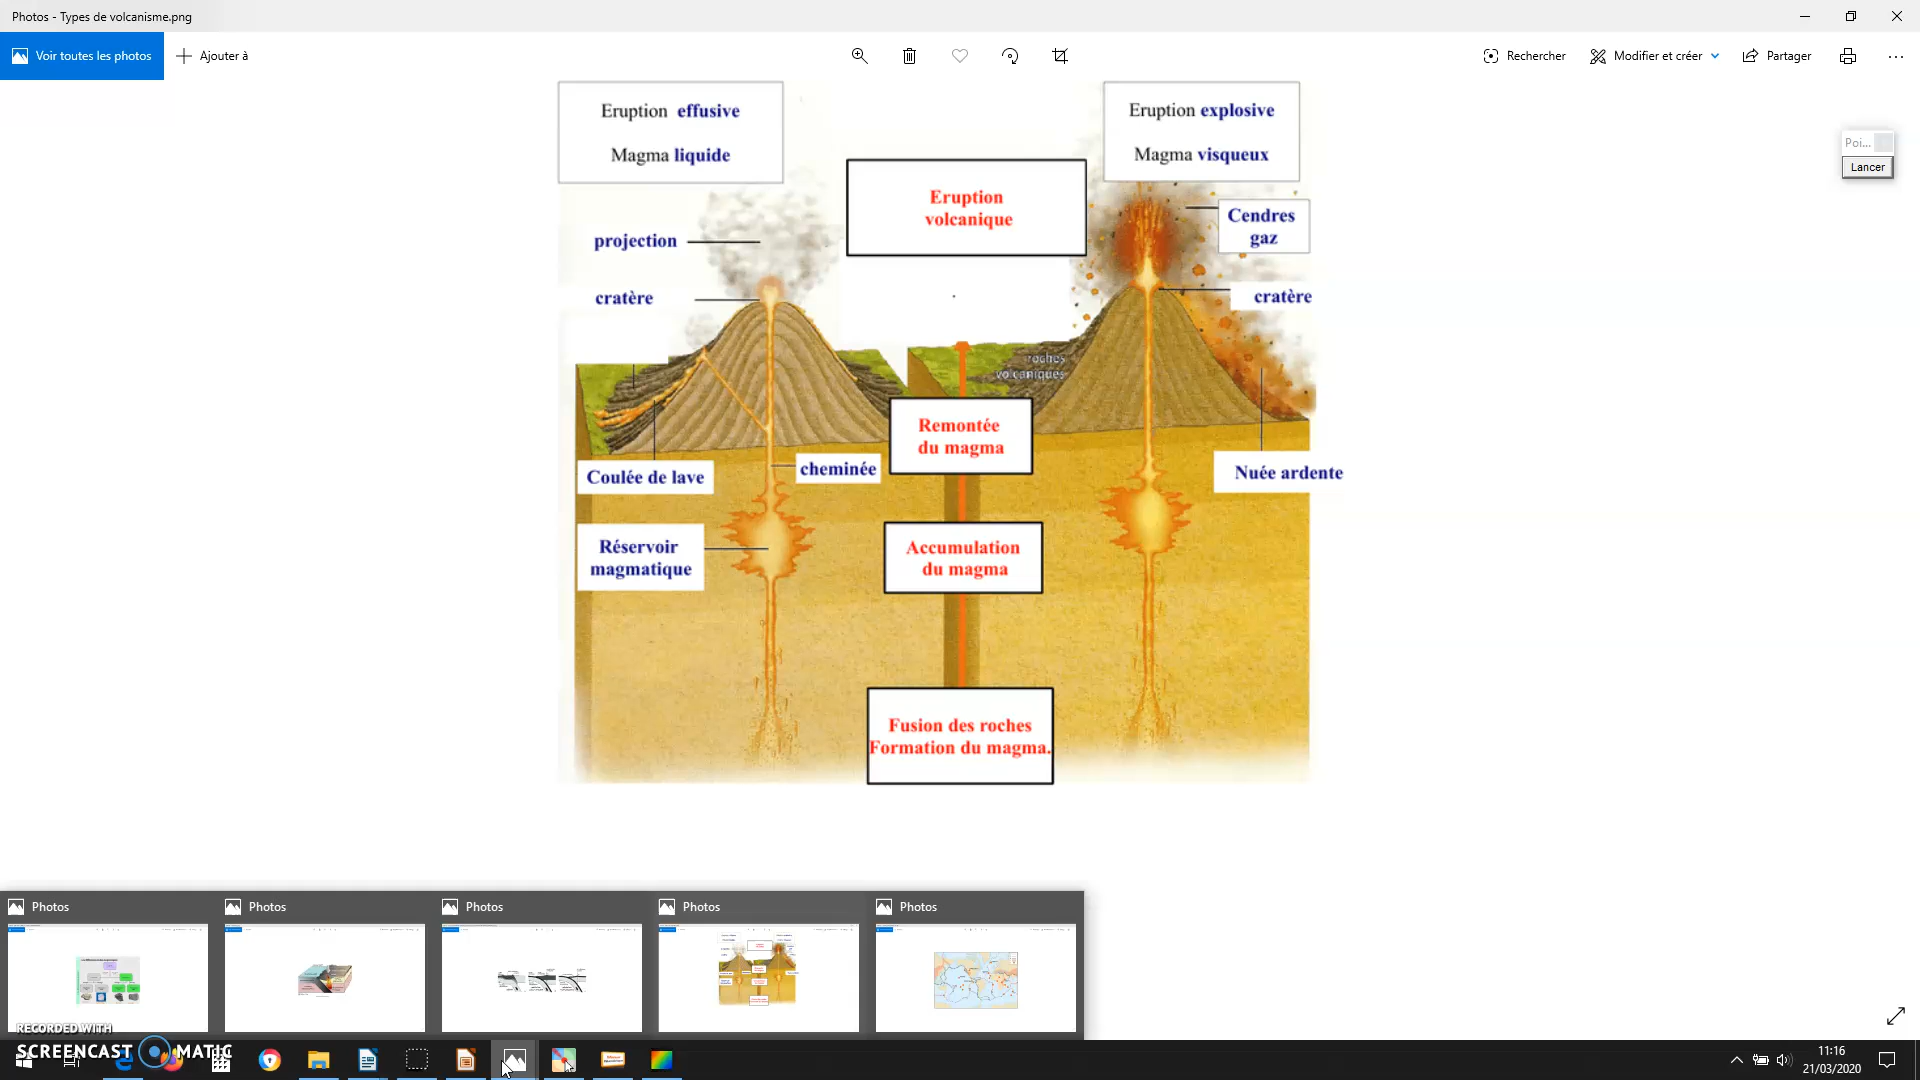 Photos - Types de volcanisme.png
Voir toutes les photos
Ajouter à
Rechercher
Modifier et créer
Partager
Eruption effusive
Magma liquide
Eruption explosive
Magma visqueux
Poi...
Lancer
Eruption
volcanique
Cendres
gaz
projection
cratère
cratère
roches
volcaniques
Remontée
du magma
Coulée de lave
cheminée
Nuée ardente
Réservoir
magmatique
Accumulation
du magma
Fusion des roches
Formation du magma.
Photos
Photos
Photos
Photos
Photos
RECORDED WITH
SCREENCAST MATIC
11:16
21/03/2020